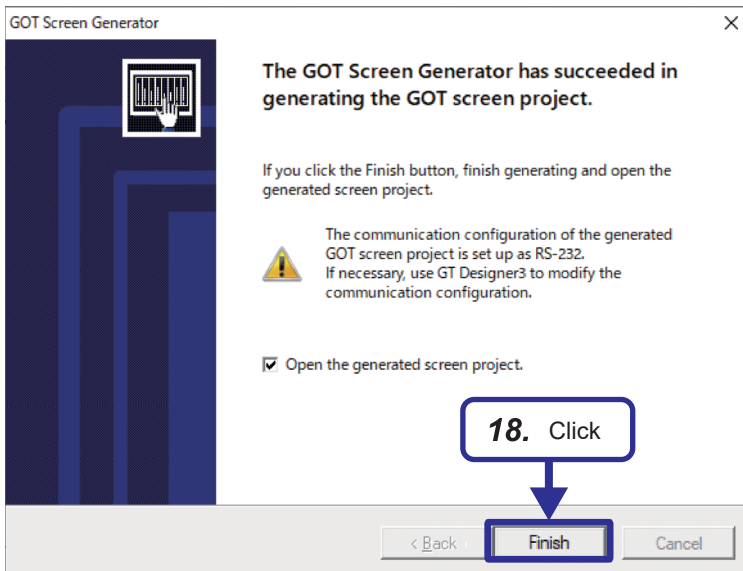 GOT Screen Generator
The GOT Screen Generator has succeeded in
generating the GOT screen project.
If you click the Finish button, finish generating and open the
generated screen project.
The communication configuration of the generated
GOT screen project is set up as RS-232.
If necessary, use GT Designer3 to modify the
communication configuration.
Open the generated screen project.
18. Click
< Back
Finish
Cancel